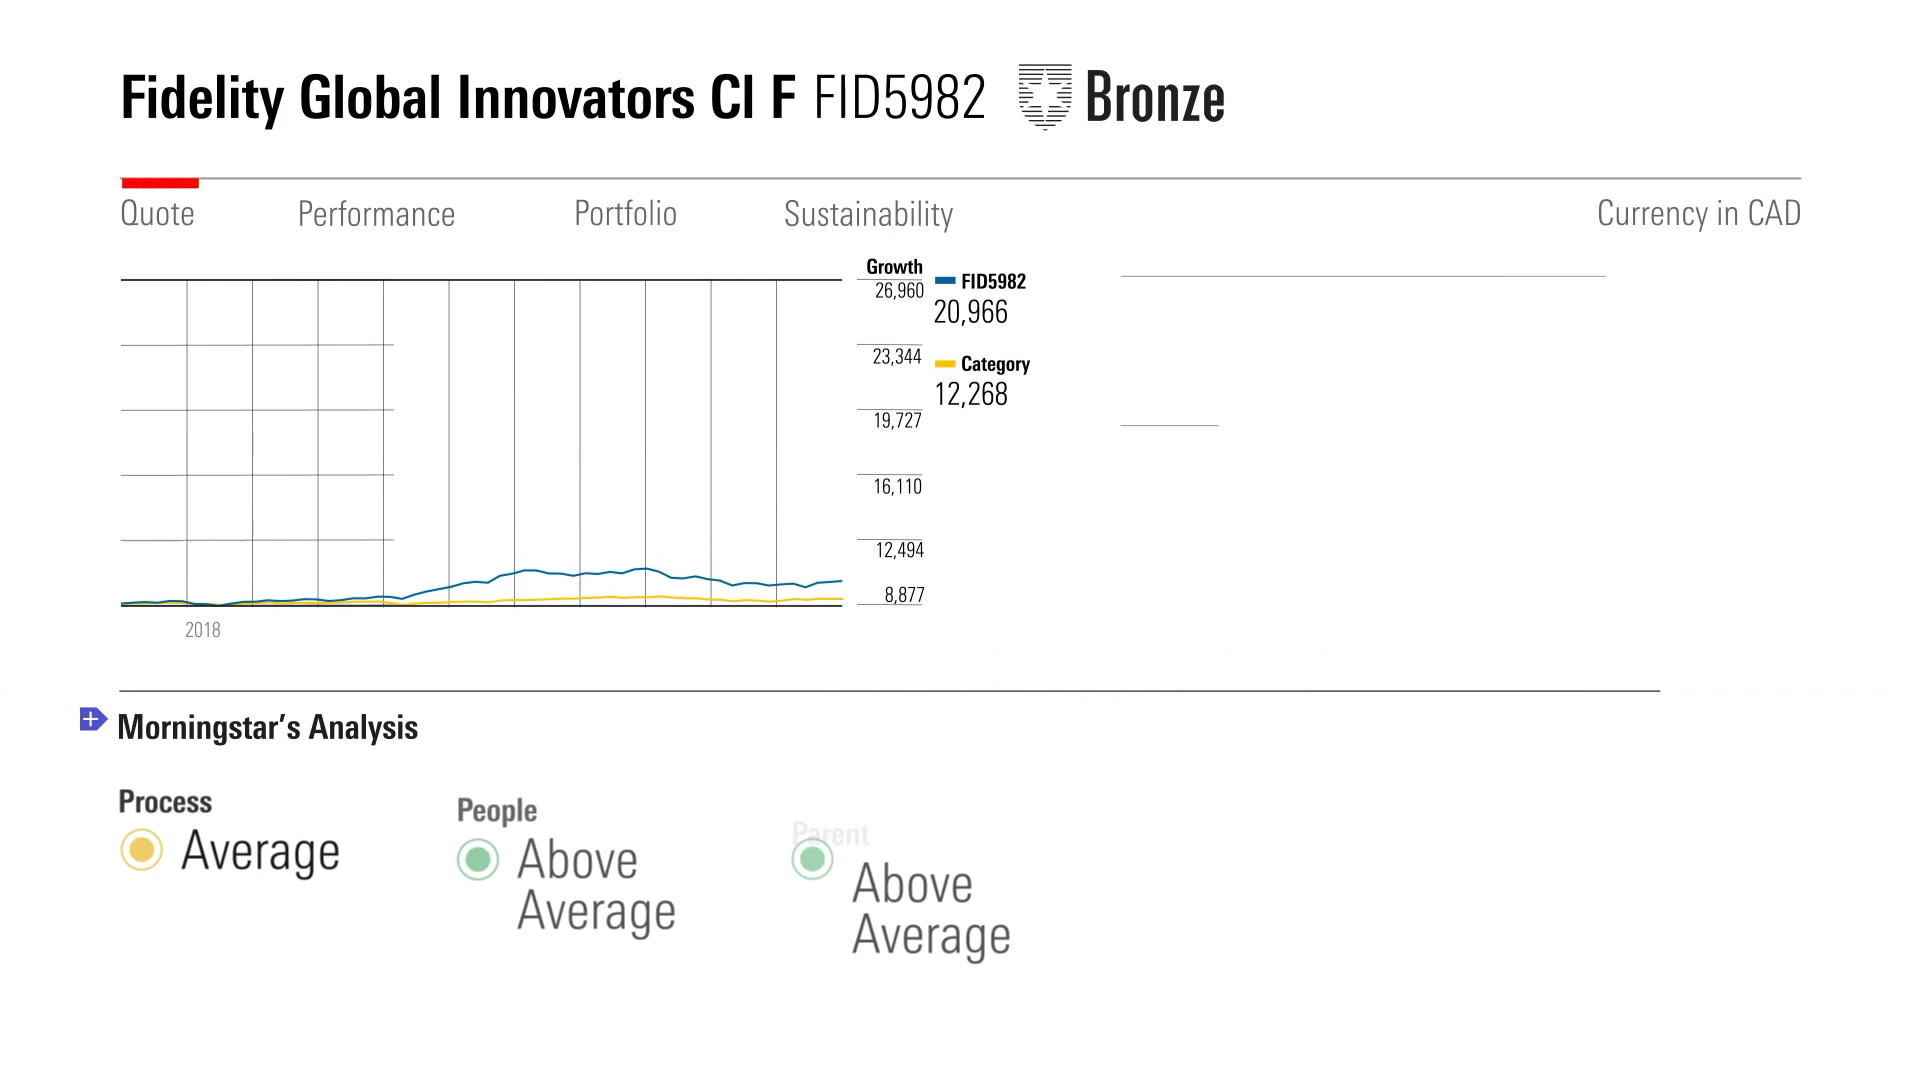 Fidelity Global Innovators Cl F FID5982 Bronze
Quote Performance Portfolio Sustainability Currency in CAD
Growth
26,960
23,344
19,727
16,110
12,494
8,877
FID5982
20,966
Category
12,268
2018
Morningstar’s Analysis
Process
Average
People
Above
Average
Parent
Above
Average